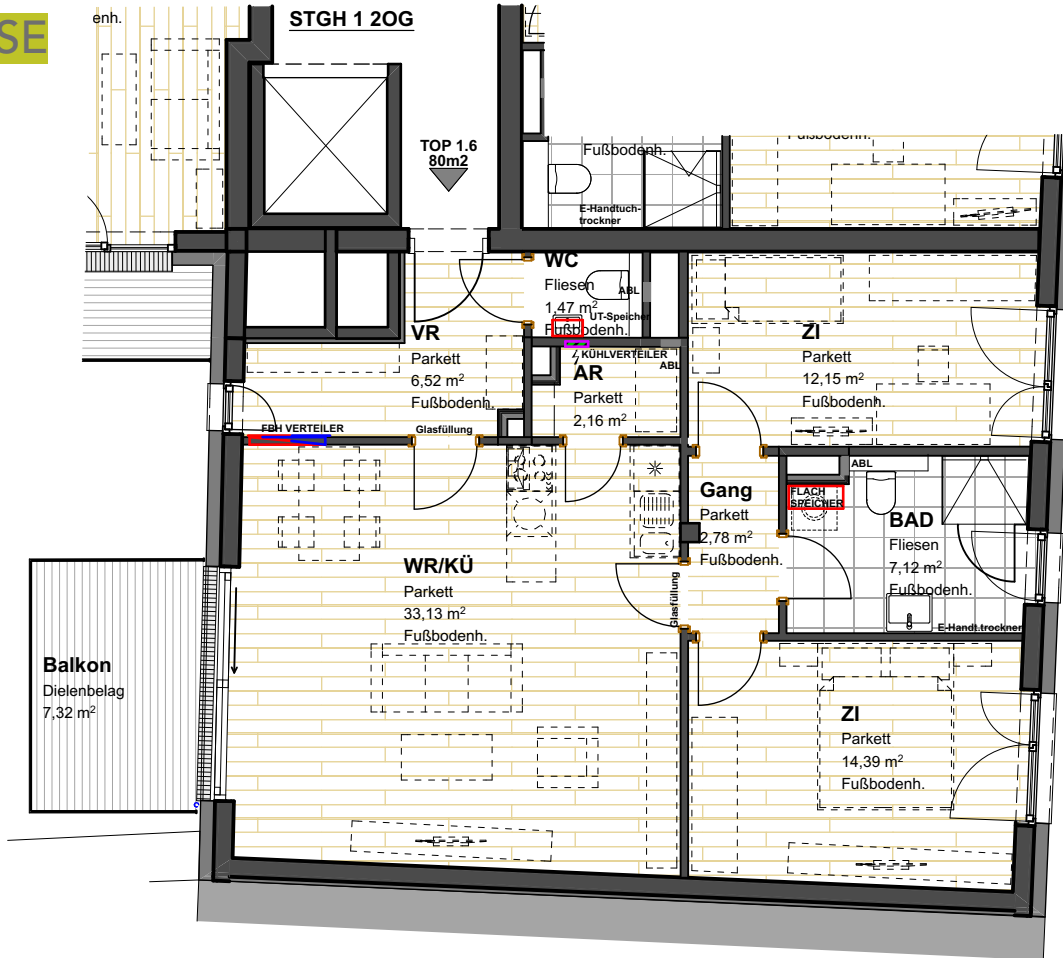 SE
enh.
STGH 1 2OG
TOP 1.6
80m2
Fußbodenh.
E-Handtuch-
trockner
Fußbodenh.
WC
Fliesen
1,47 m²
Fußbodenh.
ABL
UT-Speicher
VR
Parkett
6,52 m²
Fußbodenh.
KÜHLVERTEILER
ABL
AR
Parkett
2,16 m²
ZI
Parkett
12,15 m²
Fußbodenh.
FBH VERTEILER
Glasfüllung
Gang
Parkett
2,78 m²
Fußbodenh.
ABL
FLACH
SPEICHER
BAD
Fliesen
7,12 m²
Fußbodenh.
E-Handt.trockner
WR/KÜ
Parkett
33,13 m²
Fußbodenh.
Glasfüllung
Balkon
Dielenbelag
7,32 m²
ZI
Parkett
14,39 m²
Fußbodenh.